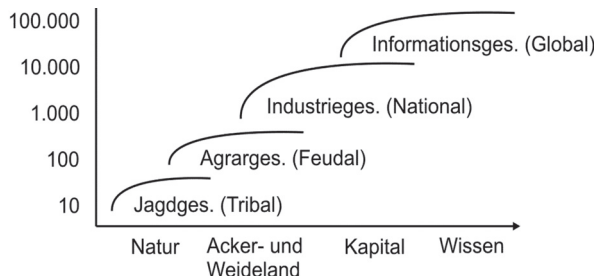 100.000
10.000
1.000
100
10
Informationsges. (Global)
Industrieges. (National)
Agrarges. (Feudal)
Jagdges. (Tribal)
Natur
Acker- und
Weideland
Kapital
Wissen